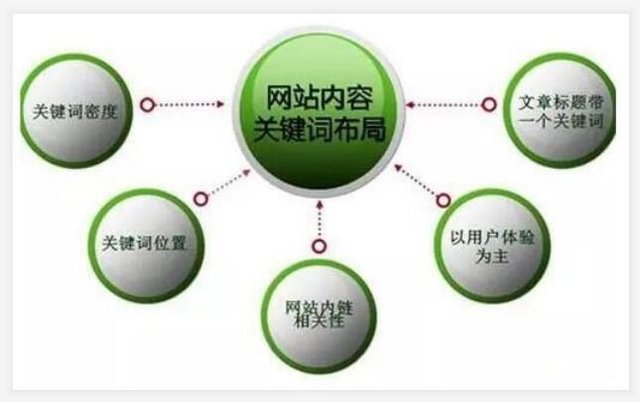 网站内容
关键词布局
关键词密度
文章标题带
一个关键词
关键词位置
以用户体验
为主
网站内链
相关性